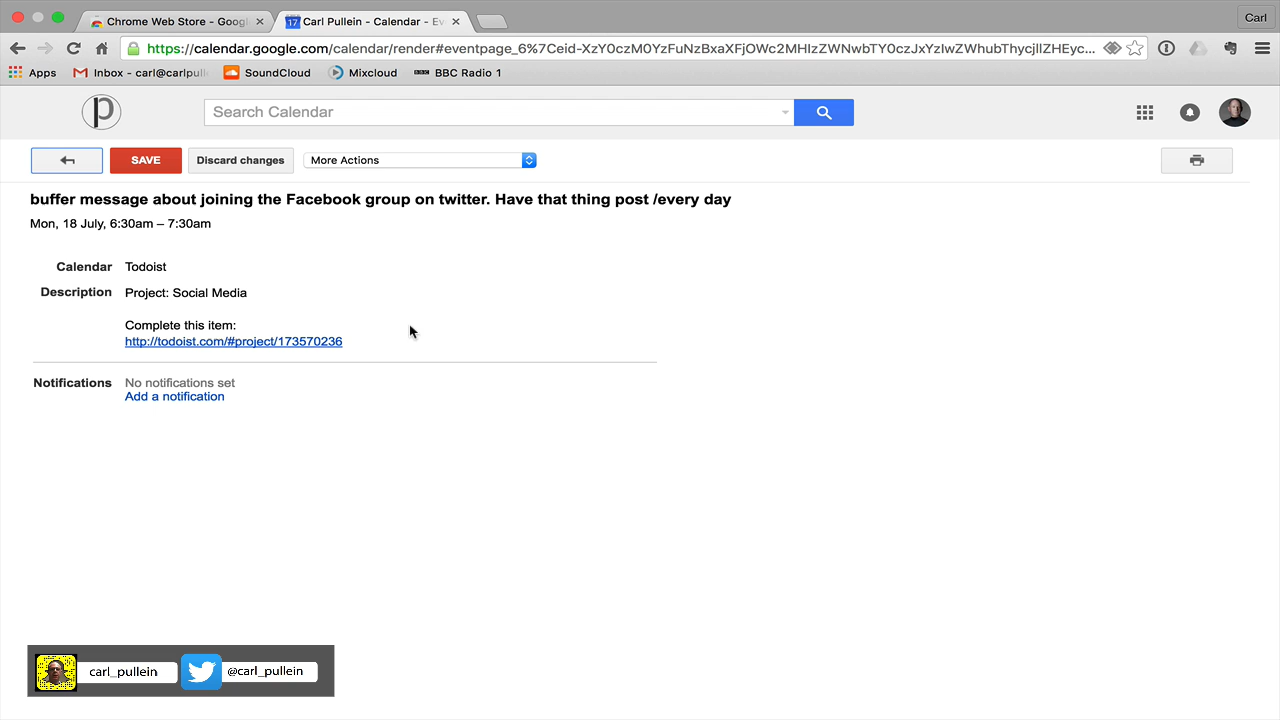 Chrome Web Store - Googl
Carl Pullein - Calendar - Eve
Carl
https://calendar.google.com/calendar/render#eventpage_6%7Ceid-XzY0czM0YzFuNzBxaXFjOWc2MHIzZWNwbTY0czJxYzIwZWhubThycjllZHEyc...
Apps
Inbox - carl@carlpull
SoundCloud
Mixcloud
BBC Radio 1
Search Calendar
SAVE
Discard changes
More Actions
buffer message about joining the Facebook group on twitter. Have that thing post /every day
Mon, 18 July, 6:30am – 7:30am
Calendar Todoist
Description Project: Social Media
Complete this item:
http://todoist.com/#project/173570236
Notifications No notifications set
Add a notification
carl_pullein
@carl_pullein